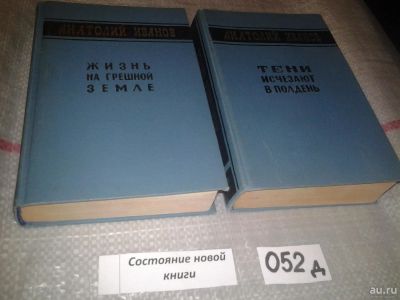 АНАТОЛИЙ ИВАНОВ
ЖИЗНЬ
НА ГРЕШНОЙ
ЗЕМЛЕ
АНАТОЛИЙ ИВАНОВ
ТЕНИ
ИСЧЕЗАЮТ
В ПОЛДЕНЬ
Состояние новой
книги
052 д
au.ru